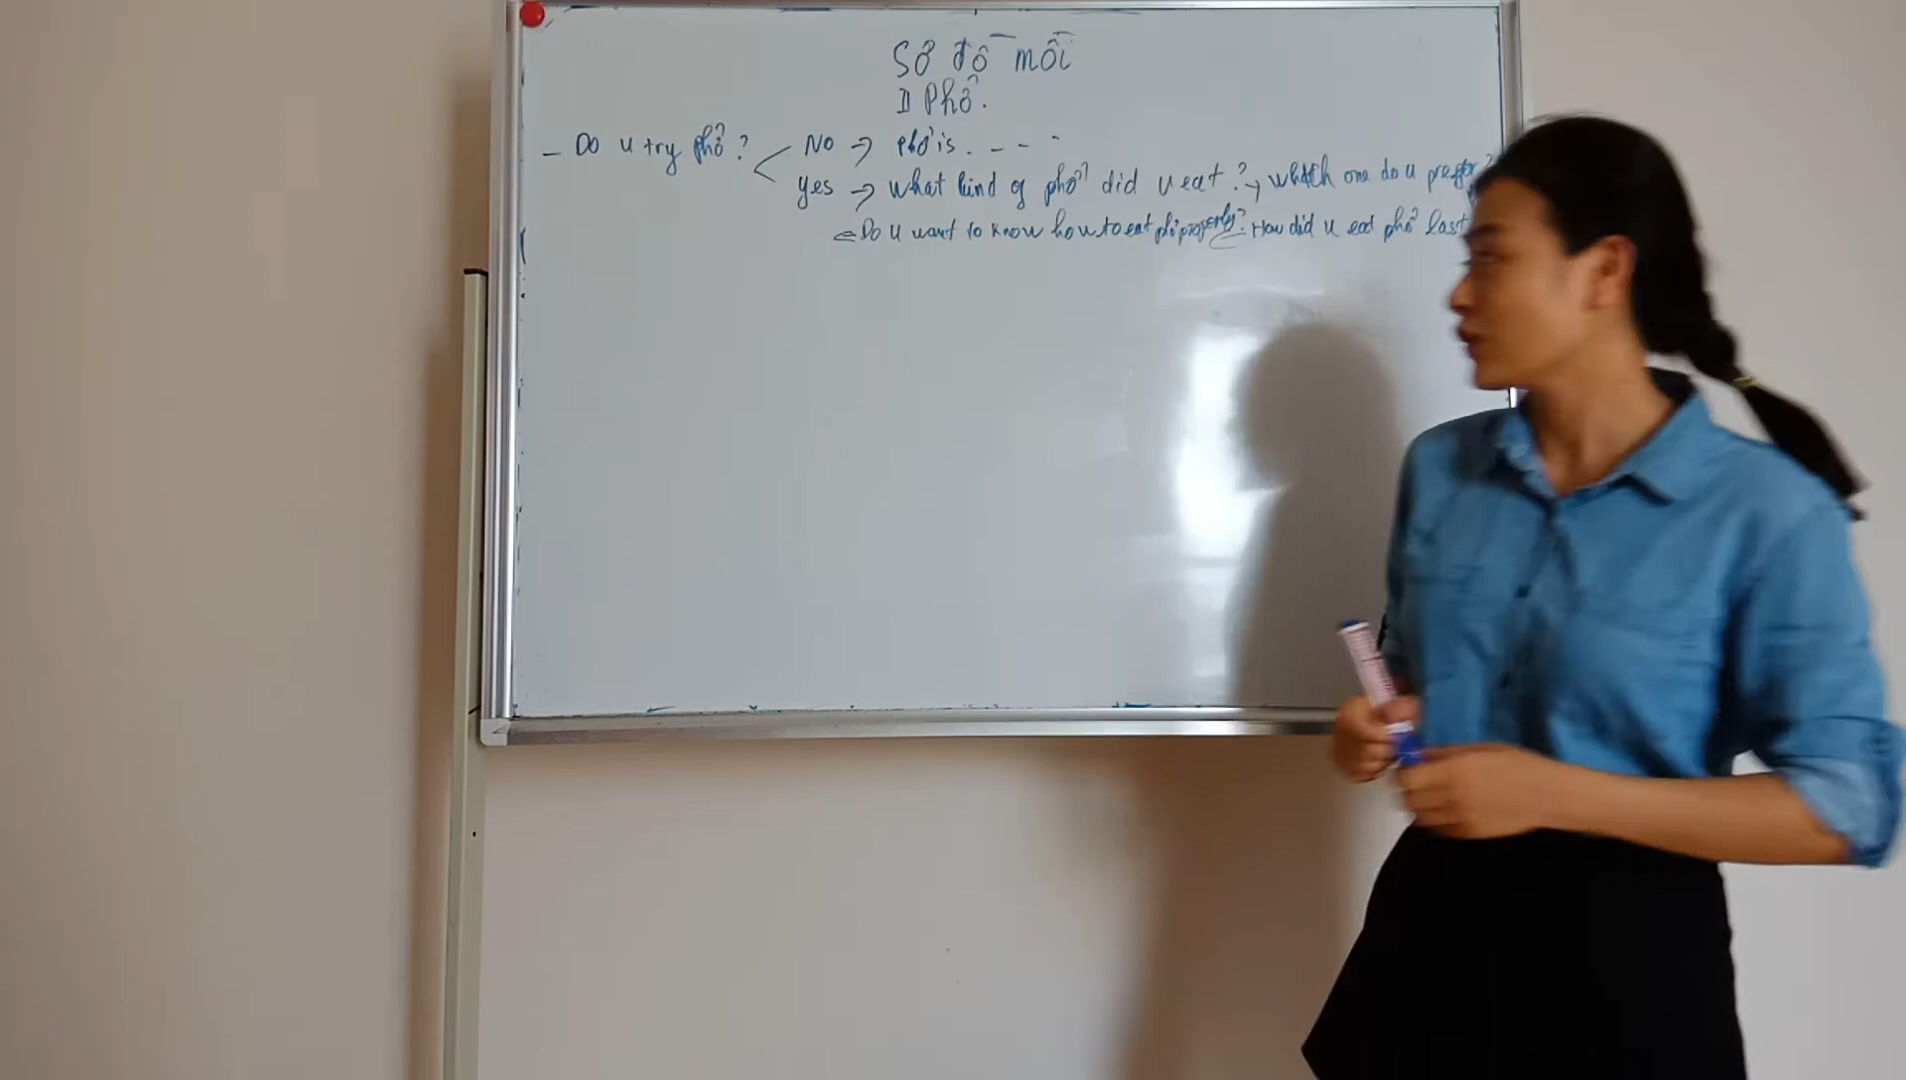 Sơ đồ mồi
I Phở.
- Do u try phở? No → phở is . - - -
Yes → what kind of phở did u eat? → which one do u prefer?
← Do u want to know how to eat phở properly? ← How did u eat phở last